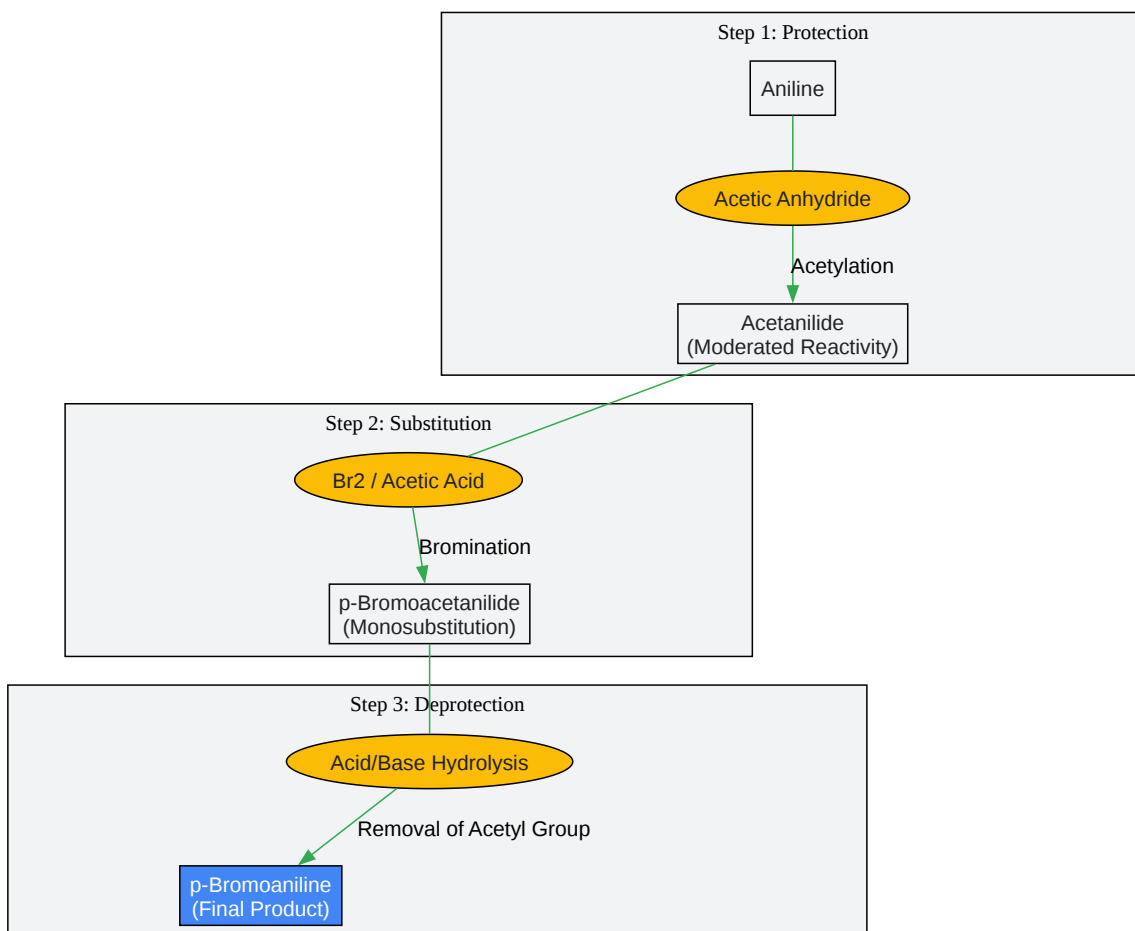 Step 1: Protection
Aniline
Acetic Anhydride
Acetylation
Acetanilide
(Moderated Reactivity)
Step 2: Substitution
Br2 / Acetic Acid
Bromination
p-Bromoacetanilide
(Monosubstitution)
Step 3: Deprotection
Acid/Base Hydrolysis
Removal of Acetyl Group
p-Bromoaniline
(Final Product)